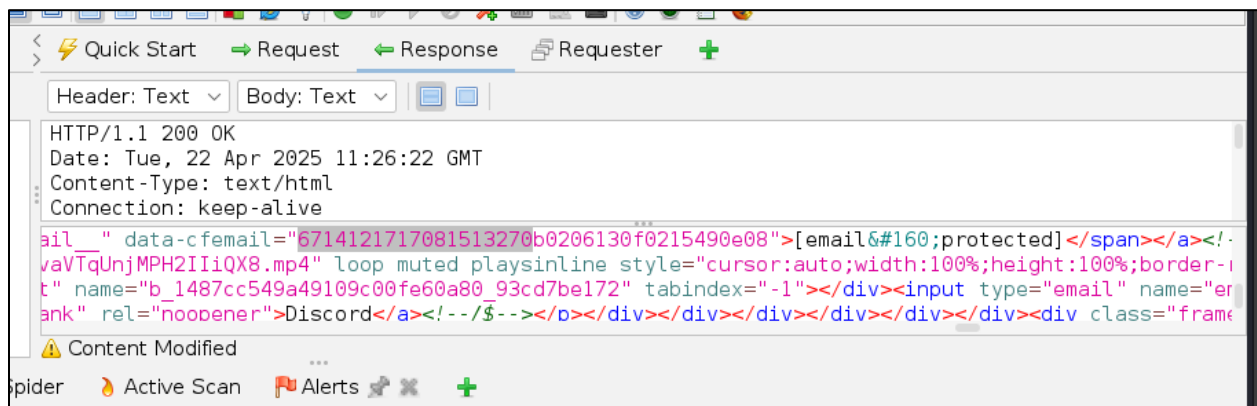 Quick Start Request Response Requester
Header: Text Body: Text
HTTP/1.1 200 OK
Date: Tue, 22 Apr 2025 11:26:22 GMT
Content-Type: text/html
Connection: keep-alive
ail__" data-cfemail="6714121717081513270b0206130f0215490e08">[email&#160;protected]</span></a><!-
vaVTqUnjMPH2IIiQX8.mp4" loop muted playsinline style="cursor:auto;width:100%;height:100%;border-r
t" name="b_1487cc549a49109c00fe60a80_93cd7be172" tabindex="-1"></div><input type="email" name="em
ank" rel="noopener">Discord</a><!--/$--></p></div></div></div></div></div></div><div class="frame
Content Modified
Spider Active Scan Alerts